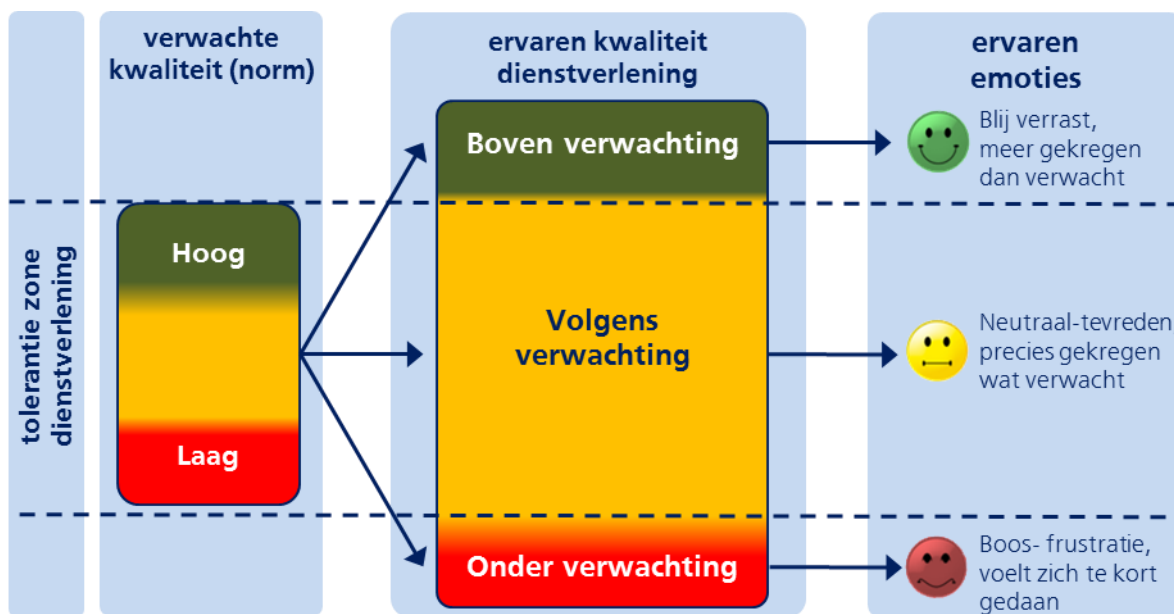 verwachte
kwaliteit (norm)
ervaren kwaliteit
dienstverlening
ervaren
emoties
tolerantie zone
dienstverlening
Hoog
Laag
Boven verwachting
Volgens
verwachting
Onder verwachting
Blij verrast,
meer gekregen
dan verwacht
Neutraal-tevreden
precies gekregen
wat verwacht
Boos- frustratie,
voelt zich te kort
gedaan